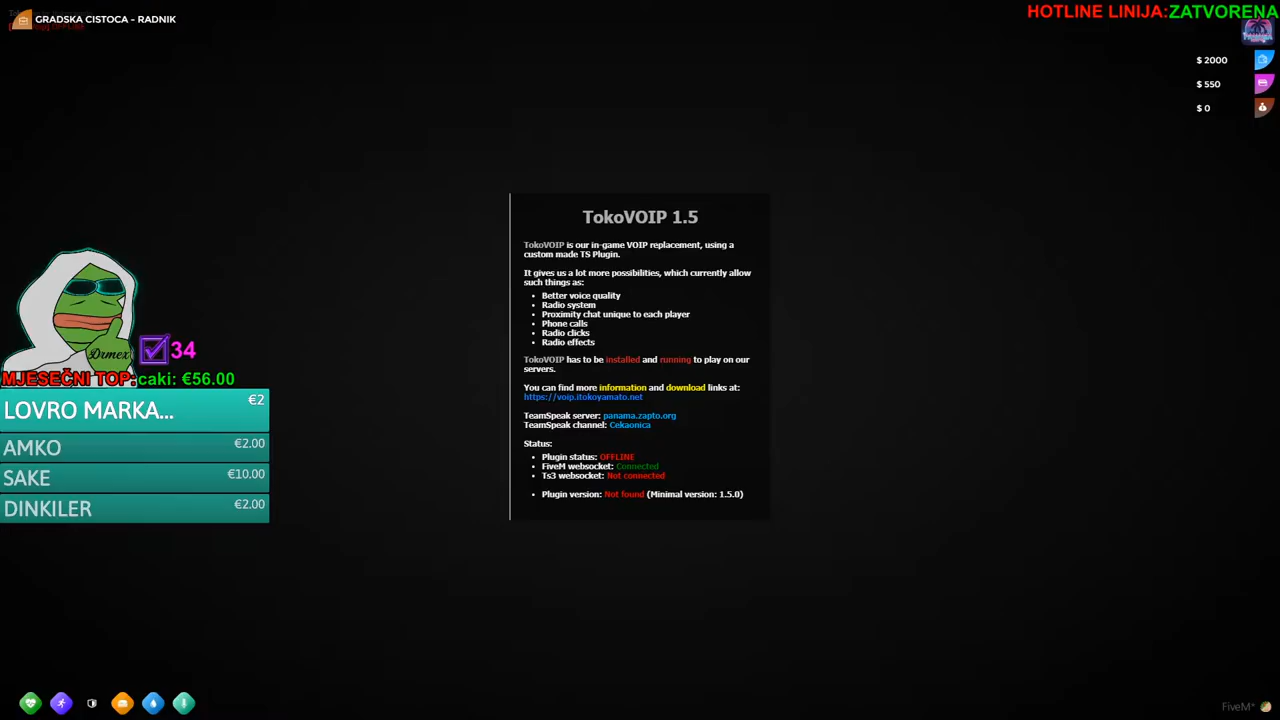 GRADSKA CISTOCA - RADNIK
HOTLINE LINIJA:ZATVORENA
$ 2000
$ 550
$ 0
TokoVOIP 1.5
TokoVOIP is our in-game VOIP replacement, using a
custom made TS Plugin.
It gives us a lot more possibilities, which currently allow
such things as:
Better voice quality
Radio system
Proximity chat unique to each player
Phone calls
Radio clicks
Radio effects
TokoVOIP has to be installed and running to play on our
servers.
You can find more information and download links at:
https://voip.itokoyamato.net
TeamSpeak server: panama.zapto.org
TeamSpeak channel: Cekaonica
Status:
Plugin status: OFFLINE
FiveM websocket: Connected
Ts3 websocket: Not connected
Plugin version: Not found (Minimal version: 1.5.0)
Drmex
34
MJESEČNI TOP:caki: €56.00
LOVRO MARKA... €2
AMKO €2.00
SAKE €10.00
DINKILER €2.00
FiveM*